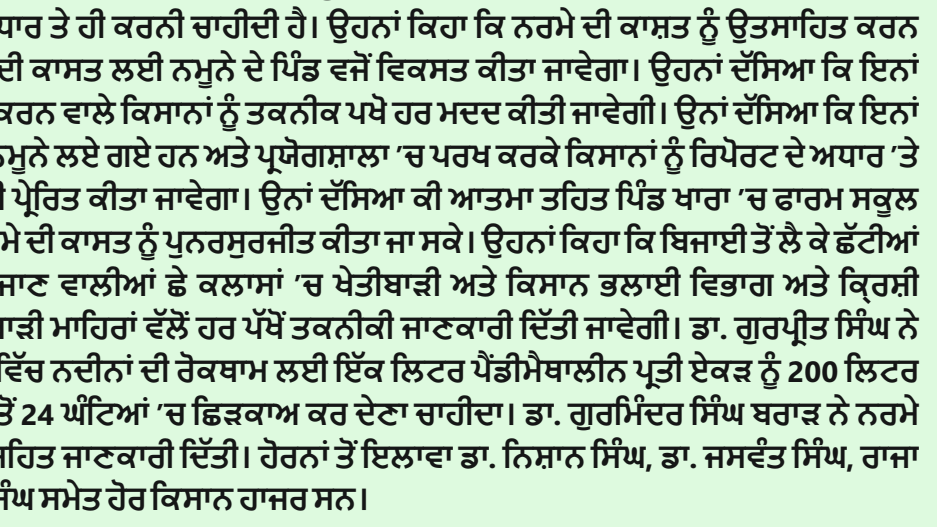 ਧਾਰ ਤੇ ਹੀ ਕਰਨੀ ਚਾਹੀਦੀ ਹੈ। ਉਹਨਾਂ ਕਿਹਾ ਕਿ ਨਰਮੇ ਦੀ ਕਾਸ਼ਤ ਨੂੰ ਉਤਸਾਹਿਤ ਕਰਨ
ਦੀ ਕਾਸਤ ਲਈ ਨਮੂਨੇ ਦੇ ਪਿੰਡ ਵਜੋਂ ਵਿਕਸਤ ਕੀਤਾ ਜਾਵੇਗਾ। ਉਹਨਾਂ ਦੱਸਿਆ ਕਿ ਇਨਾਂ
ਕਰਨ ਵਾਲੇ ਕਿਸਾਨਾਂ ਨੂੰ ਤਕਨੀਕ ਪਖੋ ਹਰ ਮਦਦ ਕੀਤੀ ਜਾਵੇਗੀ। ਉਨਾਂ ਦੱਸਿਆ ਕਿ ਇਨਾਂ
ਨਮੂਨੇ ਲਏ ਗਏ ਹਨ ਅਤੇ ਪ੍ਰਯੋਗਸ਼ਾਲਾ ’ਚ ਪਰਖ ਕਰਕੇ ਕਿਸਾਨਾਂ ਨੂੰ ਰਿਪੋਰਟ ਦੇ ਅਧਾਰ ’ਤੇ
ਪ੍ਰੇਰਿਤ ਕੀਤਾ ਜਾਵੇਗਾ। ਉਨਾਂ ਦੱਸਿਆ ਕੀ ਆਤਮਾ ਤਹਿਤ ਪਿੰਡ ਖਾਰਾ ’ਚ ਫਾਰਮ ਸਕੂਲ
ਮੇ ਦੀ ਕਾਸਤ ਨੂੰ ਪੁਨਰਸੁਰਜੀਤ ਕੀਤਾ ਜਾ ਸਕੇ। ਉਹਨਾਂ ਕਿਹਾ ਕਿ ਬਿਜਾਈ ਤੋਂ ਲੈ ਕੇ ਛੱਟੀਆਂ
ਜਾਣ ਵਾਲੀਆਂ ਛੇ ਕਲਾਸਾਂ ’ਚ ਖੇਤੀਬਾੜੀ ਅਤੇ ਕਿਸਾਨ ਭਲਾਈ ਵਿਭਾਗ ਅਤੇ ਕ੍ਰਿਸ਼ੀ
ਬਾੜੀ ਮਾਹਿਰਾਂ ਵੱਲੋਂ ਹਰ ਪੱਖੋਂ ਤਕਨੀਕੀ ਜਾਣਕਾਰੀ ਦਿੱਤੀ ਜਾਵੇਗੀ। ਡਾ. ਗੁਰਪ੍ਰੀਤ ਸਿੰਘ ਨੇ
ਵਿੱਚ ਨਦੀਨਾਂ ਦੀ ਰੋਕਥਾਮ ਲਈ ਇੱਕ ਲਿਟਰ ਪੈਂਡੀਮੈਥਾਲੀਨ ਪ੍ਰਤੀ ਏਕੜ ਨੂੰ 200 ਲਿਟਰ
ਤੋਂ 24 ਘੰਟਿਆਂ ’ਚ ਛਿੜਕਾਅ ਕਰ ਦੇਣਾ ਚਾਹੀਦਾ। ਡਾ. ਗੁਰਮਿੰਦਰ ਸਿੰਘ ਬਰਾੜ ਨੇ ਨਰਮੇ
ਸਹਿਤ ਜਾਣਕਾਰੀ ਦਿੱਤੀ। ਹੋਰਨਾਂ ਤੋਂ ਇਲਾਵਾ ਡਾ. ਨਿਸ਼ਾਨ ਸਿੰਘ, ਡਾ. ਜਸਵੰਤ ਸਿੰਘ, ਰਾਜਾ
ਸਿੰਘ ਸਮੇਤ ਹੋਰ ਕਿਸਾਨ ਹਾਜਰ ਸਨ।